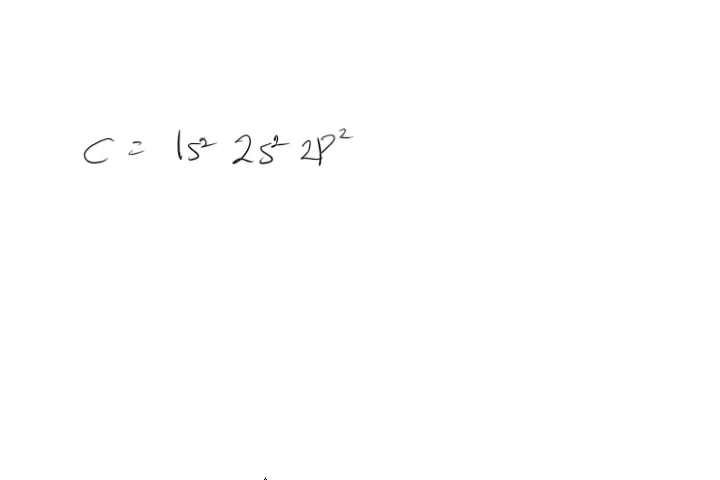 C = 1s² 2s² 2p²